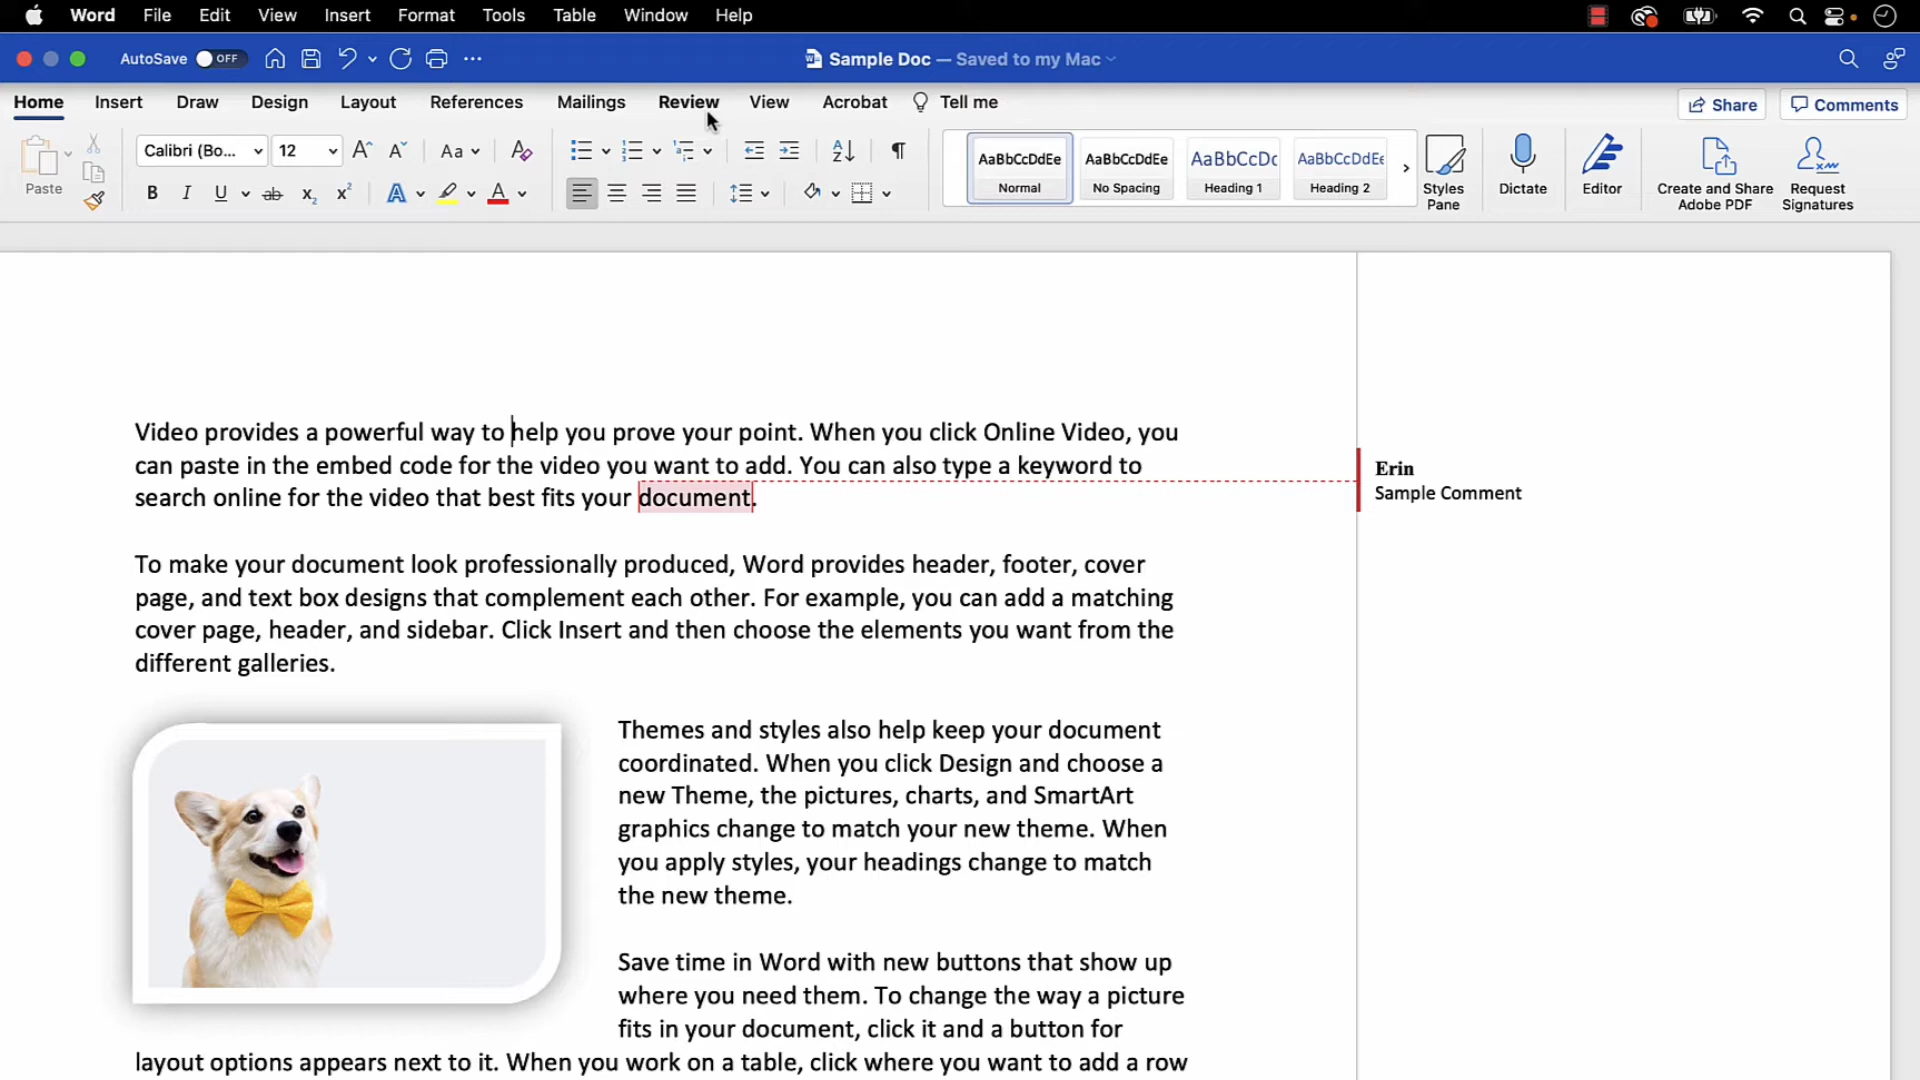 Word File Edit View Insert Format Tools Table Window Help
AutoSave OFF Sample Doc — Saved to my Mac
Home Insert Draw Design Layout References Mailings Review View Acrobat Tell me Share Comments
Paste Calibri (Bo... 12 Aa AaBbCcDdEe AaBbCcDdEe AaBbCcDc AaBbCcDdEe
Normal No Spacing Heading 1 Heading 2
Styles Pane Dictate Editor Create and Share Adobe PDF Request Signatures
Video provides a powerful way to help you prove your point. When you click Online Video, you
can paste in the embed code for the video you want to add. You can also type a keyword to
search online for the video that best fits your document.
Erin
Sample Comment
To make your document look professionally produced, Word provides header, footer, cover
page, and text box designs that complement each other. For example, you can add a matching
cover page, header, and sidebar. Click Insert and then choose the elements you want from the
different galleries.
Themes and styles also help keep your document
coordinated. When you click Design and choose a
new Theme, the pictures, charts, and SmartArt
graphics change to match your new theme. When
you apply styles, your headings change to match
the new theme.
Save time in Word with new buttons that show up
where you need them. To change the way a picture
fits in your document, click it and a button for
layout options appears next to it. When you work on a table, click where you want to add a row